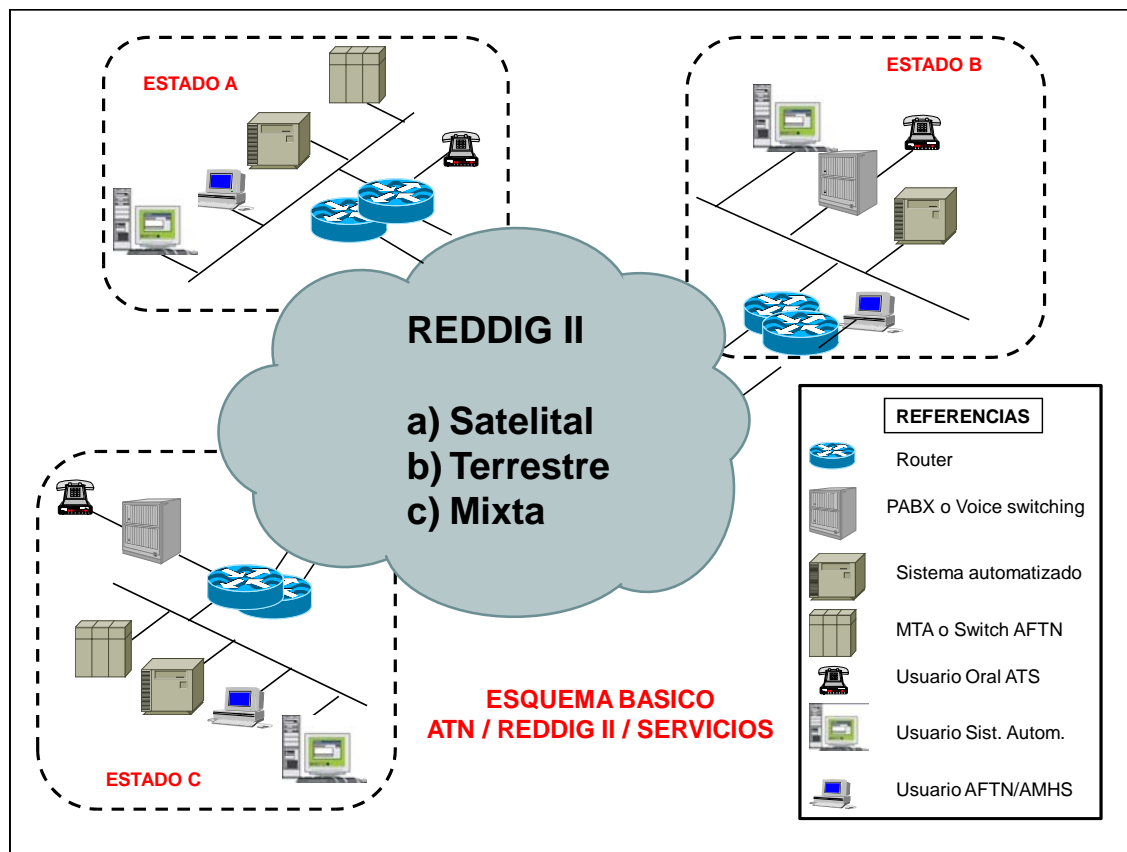 ESTADO A
ESTADO B
REDDIG II
a) Satelital
b) Terrestre
c) Mixta
REFERENCIAS
Router
PABX o Voice switching
Sistema automatizado
MTA o Switch AFTN
Usuario Oral ATS
Usuario Sist. Autom.
Usuario AFTN/AMHS
ESQUEMA BASICO
ATN / REDDIG II / SERVICIOS
ESTADO C